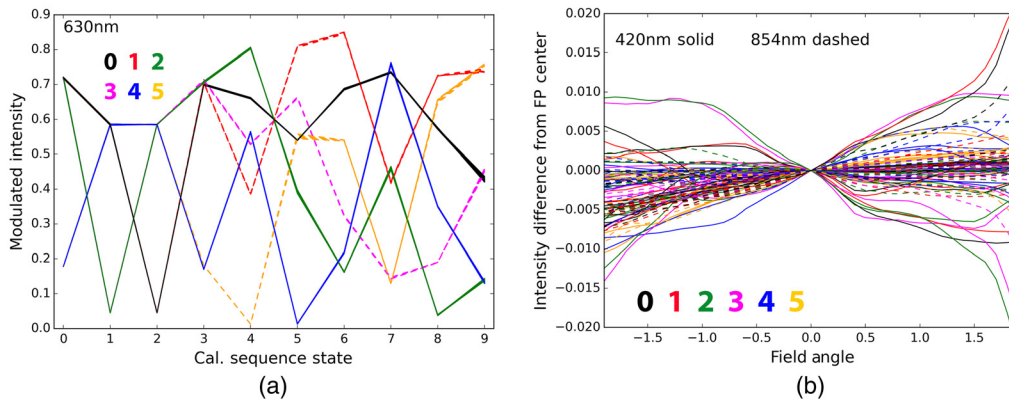 630nm
0 1 2
3 4 5
Modulated intensity
0.9
0.8
0.7
0.6
0.5
0.4
0.3
0.2
0.1
0.0
0 1 2 3 4 5 6 7 8 9
Cal. sequence state
(a)
420nm solid 854nm dashed
Intensity difference from FP center
0.020
0.015
0.010
0.005
0.000
−0.005
−0.010
−0.015
−0.020
0 1 2 3 4 5
−1.5 −1.0 −0.5 0.0 0.5 1.0 1.5
Field angle
(b)